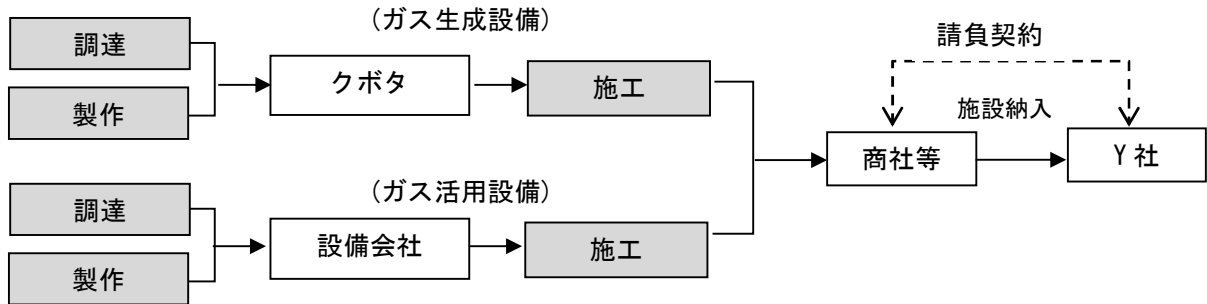 (ガス生成設備)
調達
製作
クボタ
施工
請負契約
施設納入
商社等
Y 社
(ガス活用設備)
調達
製作
設備会社
施工